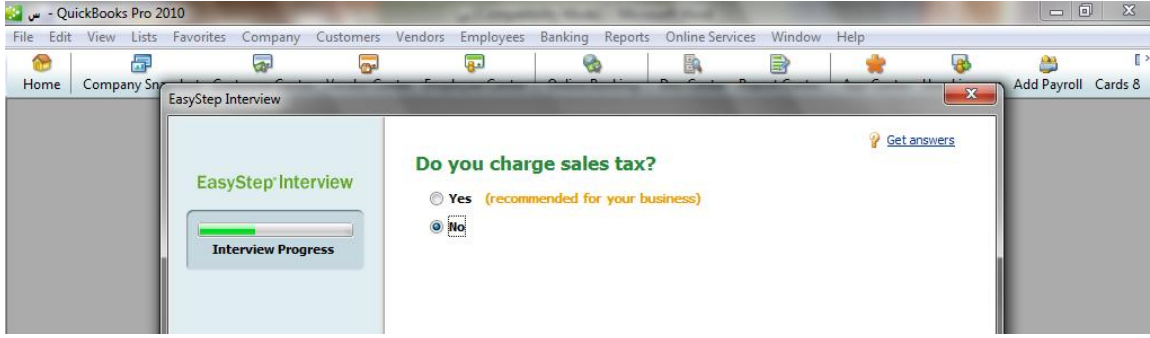 س - QuickBooks Pro 2010
File Edit View Lists Favorites Company Customers Vendors Employees Banking Reports Online Services Window Help
Home Company Add Payroll Cards &
EasyStep Interview
Get answers
Do you charge sales tax?
EasyStep Interview
Yes (recommended for your business)
No
Interview Progress